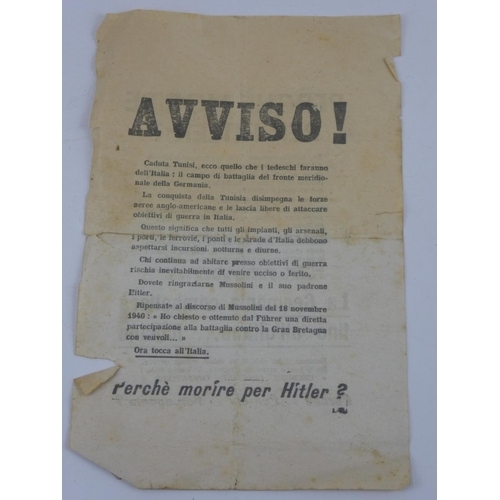 AVVISO!
Caduta Tunisi, ecco quello che i tedeschi faranno
dell'Italia : il campo di battaglia del fronte meridio-
nale della Germania.
La conquista della Tunisia disimpegna le forze
aeree anglo-americane e le lascia libere di attaccare
obiettivi di guerra in Italia.
Questo significa che tutti gli impianti, gli arsenali,
i porti, le ferrovie, i ponti e le strade d'Italia debbono
aspettarsi incursioni notturne e diurne.
Chi continua ad abitare presso obiettivi di guerra
rischia inevitabilmente di venire ucciso o ferito.
Dovete ringraziarne Mussolini e il suo padrone
Hitler.
Ripensate al discorso di Mussolini del 18 novembre
1940 : « Ho chiesto e ottenuto dal Führer una diretta
partecipazione alla battaglia contro la Gran Bretagna
con velivoli... »
Ora tocca all'Italia.
Perchè morire per Hitler ?